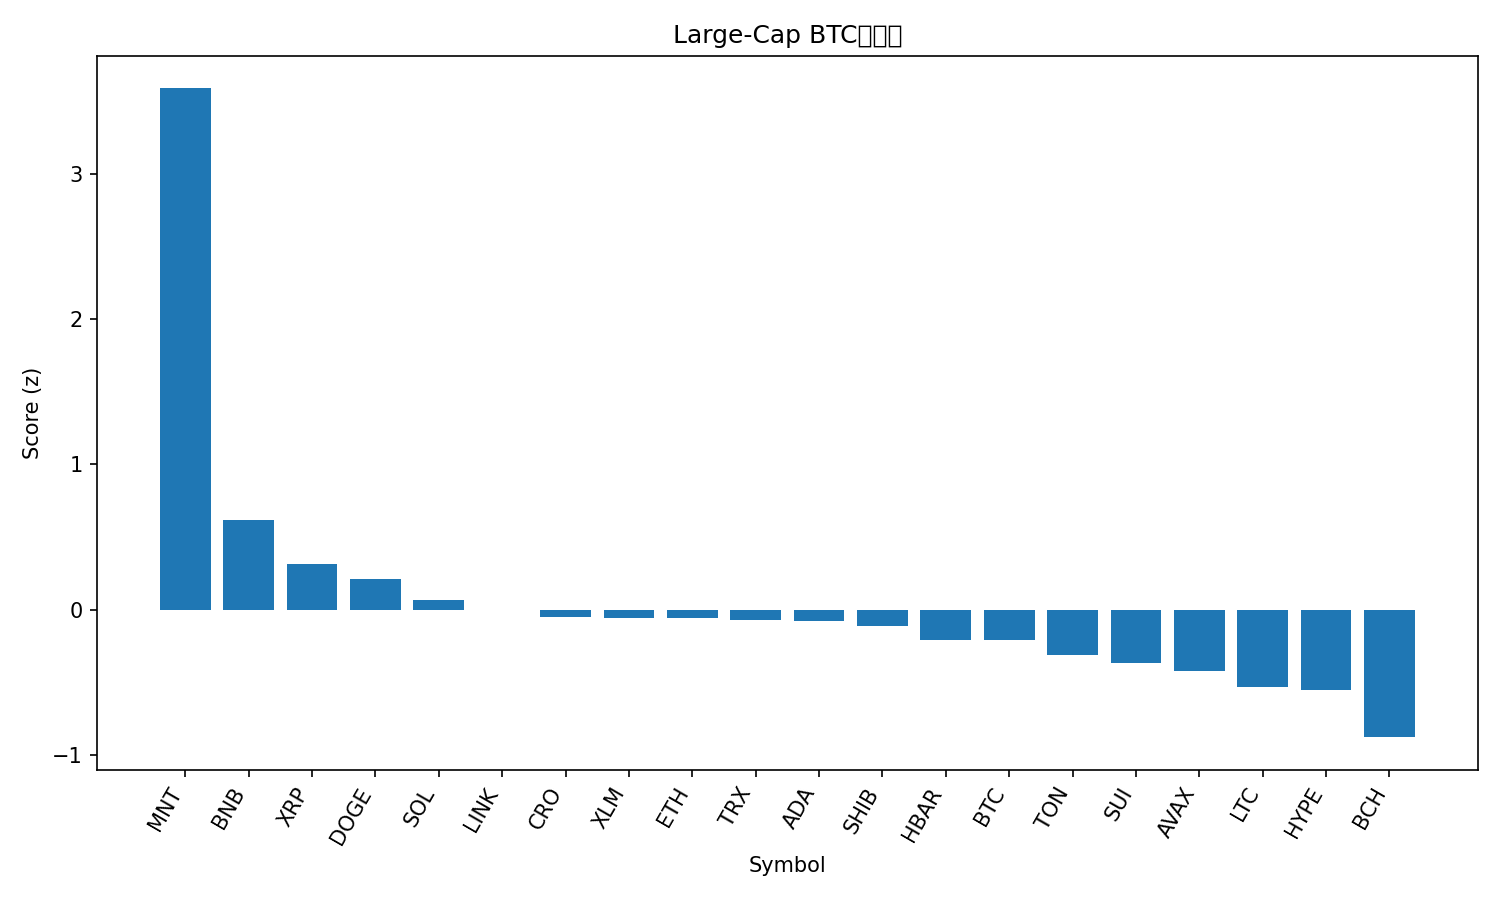 Large-Cap BTC
Score (z)
3
2
1
0
−1
MNT
BNB
XRP
DOGE
SOL
LINK
CRO
XLM
ETH
TRX
ADA
SHIB
HBAR
BTC
TON
SUI
AVAX
LTC
HYPE
BCH
Symbol